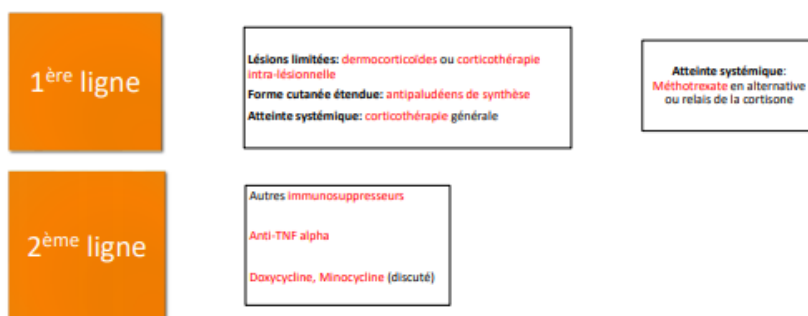 1ère ligne
Lésions limitées: dermocorticoïdes ou corticothérapie
intra-lésionnelle
Forme cutanée étendue: antipaludéens de synthèse
Atteinte systémique: corticothérapie générale
Atteinte systémique:
Méthotrexate en alternative
ou relais de la cortisone
2ème ligne
Autres immunosuppresseurs
Anti-TNF alpha
Doxycycline, Minocycline (discuté)